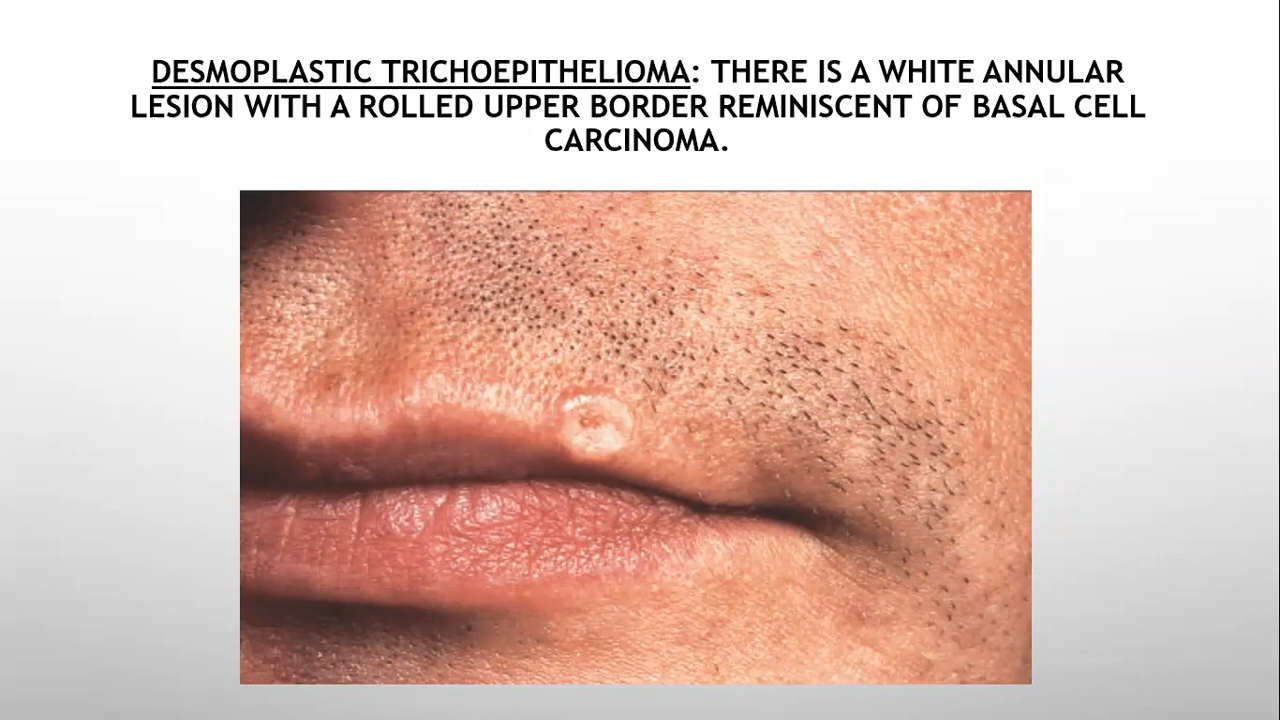 DESMOPLASTIC TRICHOEPITHELIOMA: THERE IS A WHITE ANNULAR
LESION WITH A ROLLED UPPER BORDER REMINISCENT OF BASAL CELL
CARCINOMA.